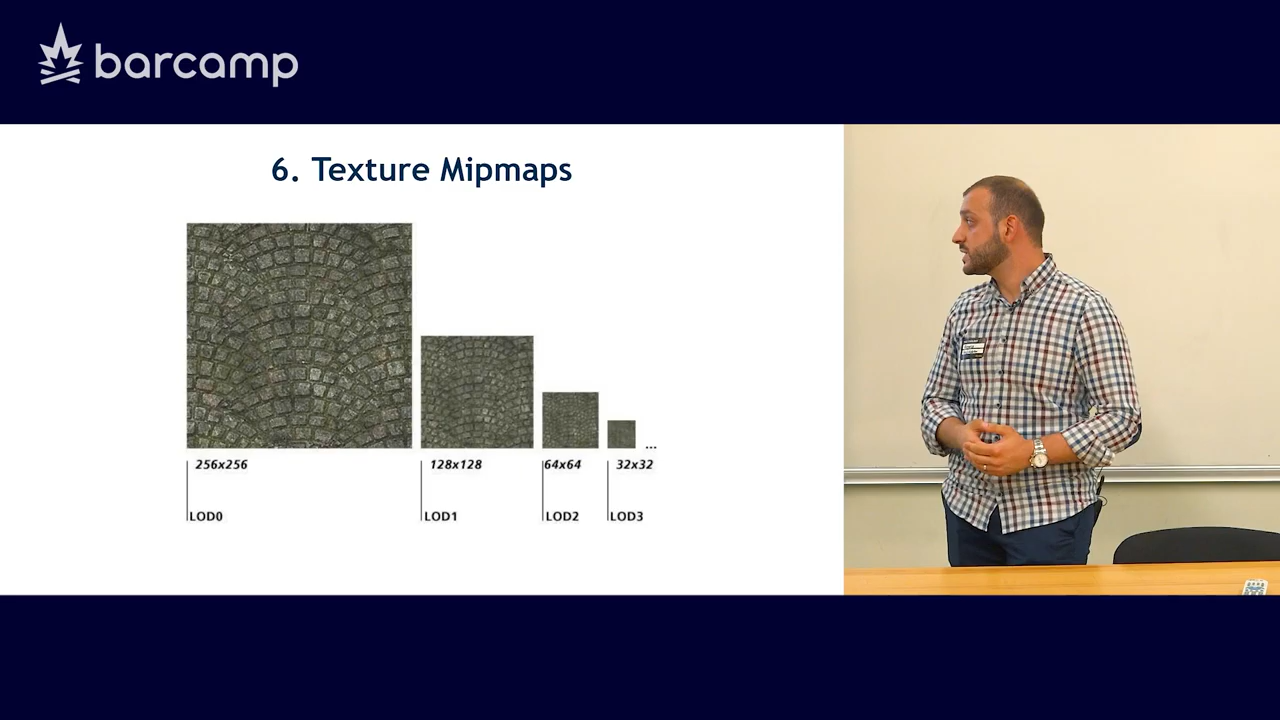 barcamp
6. Texture Mipmaps
...
256x256
128x128
64x64
32x32
LOD0
LOD1
LOD2
LOD3